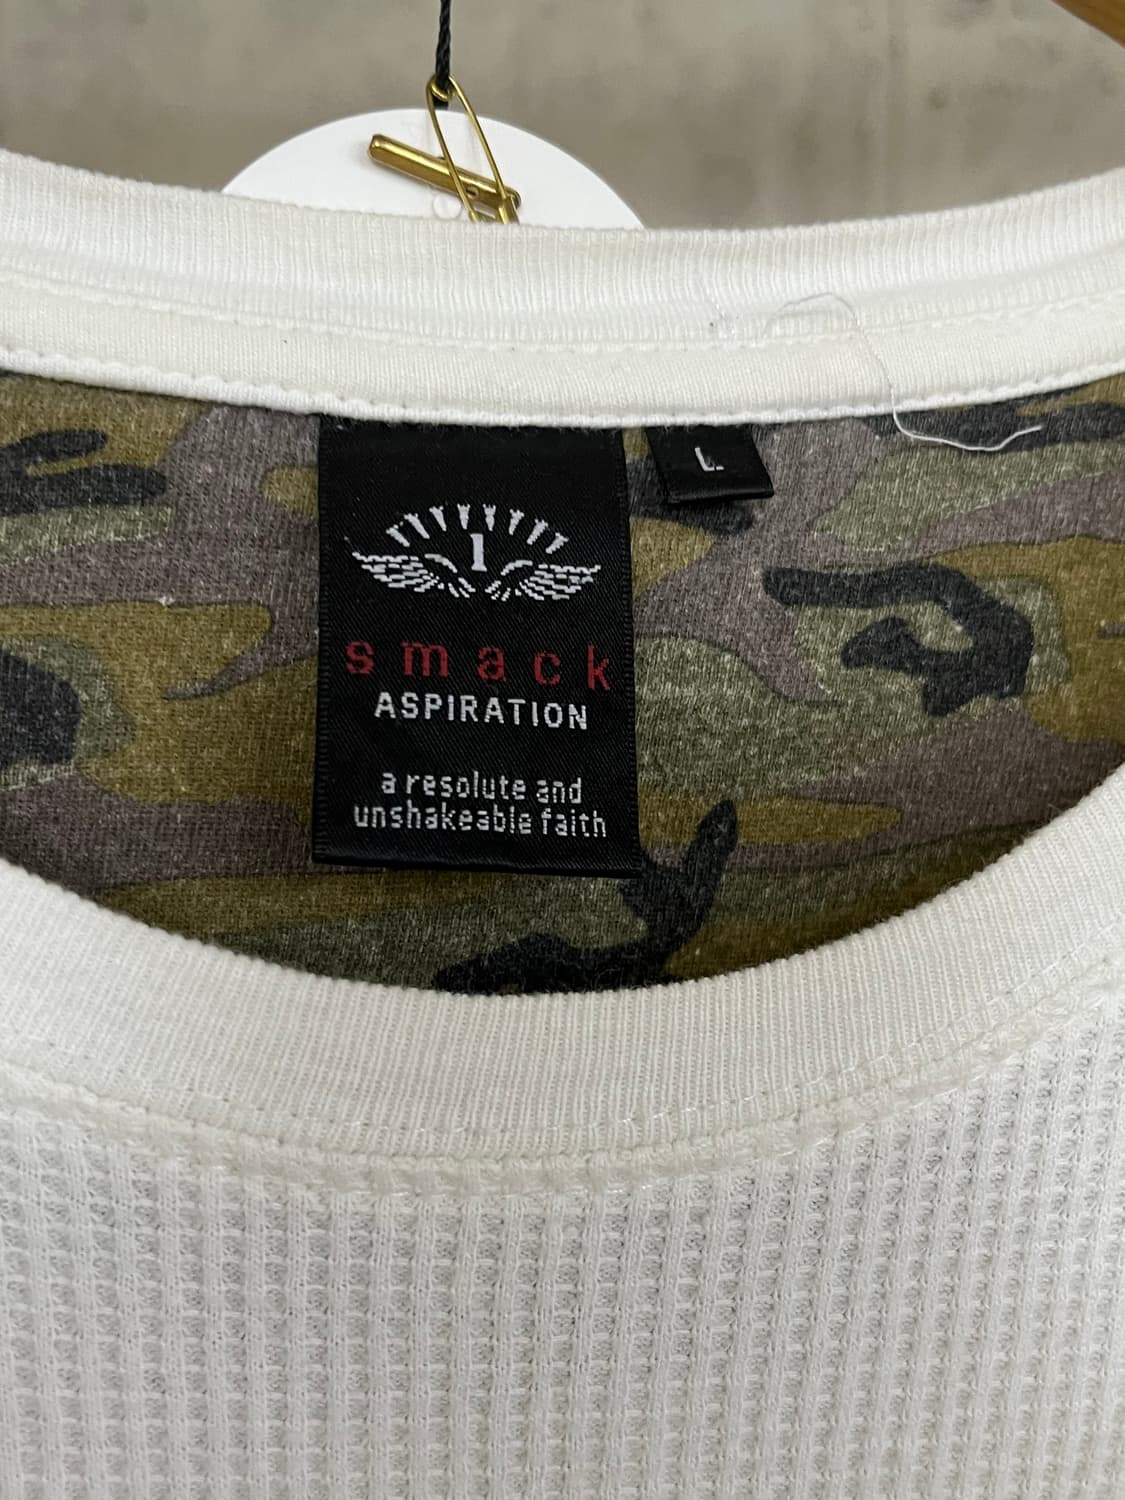 1
L
smack
ASPIRATION
a resolute and
unshakeable faith